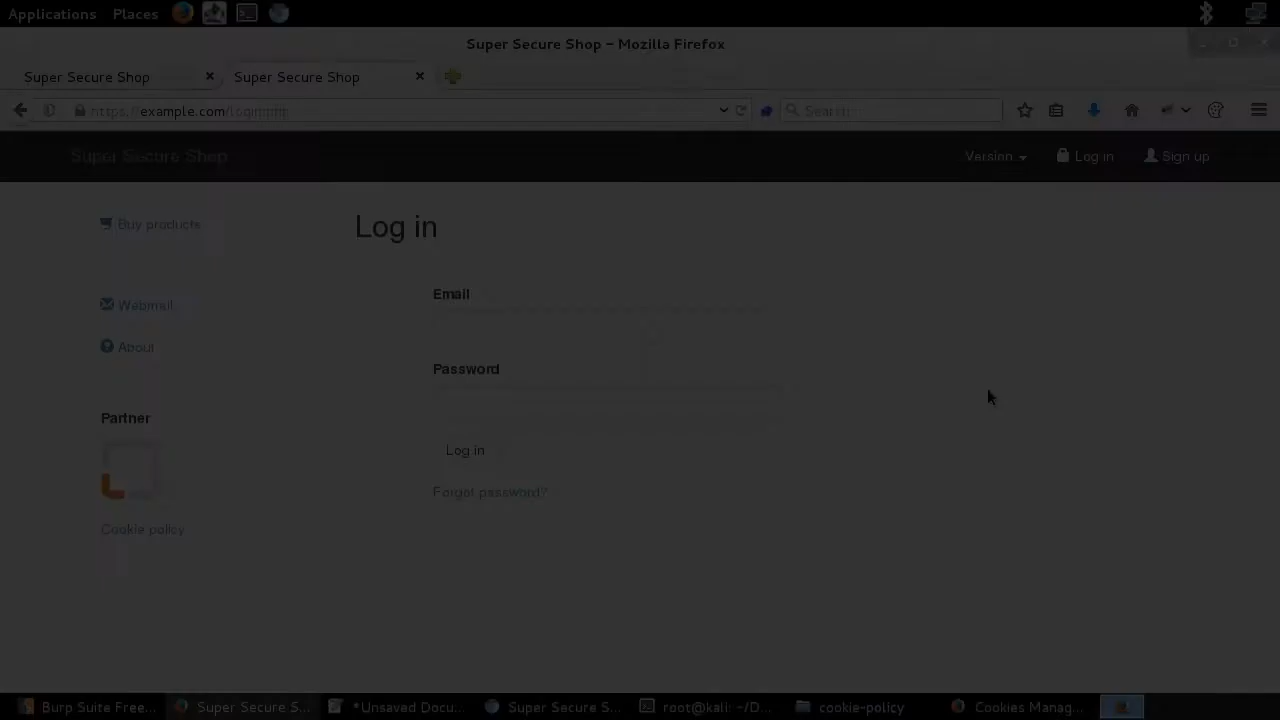 Applications Places
Super Secure Shop - Mozilla Firefox
Super Secure Shop Super Secure Shop
https://example.com/login.php Search
Super Secure Shop Version Log in Sign up
Buy products
Log in
Email
Webmail
About
Password
Partner
Log in
Forgot password?
Cookie policy
Burp Suite Free... Super Secure S... *Unsaved Docu... Super Secure S... root@kali: ~/D... cookie-policy Cookies Manag...